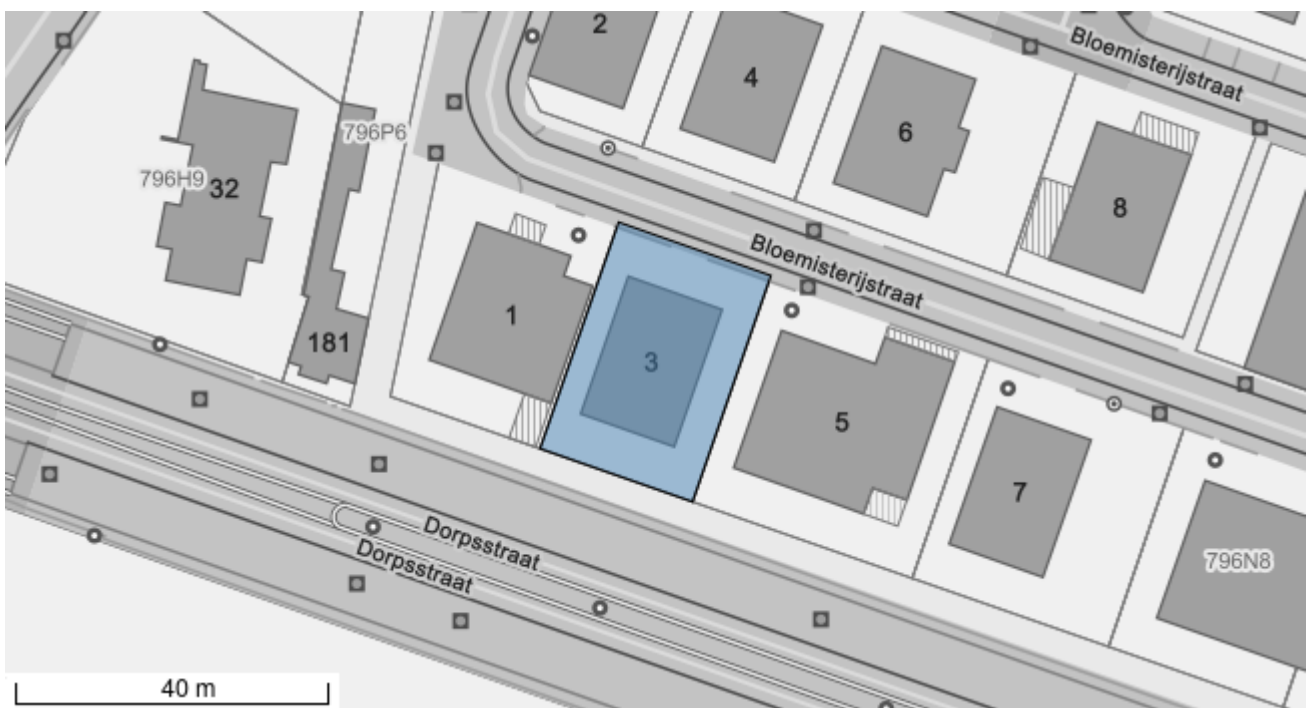 2
Bloemisterijstraat
4
6
796P6
796H9
32
8
Bloemisterijstraat
1
181
3
5
7
Dorpsstraat
Dorpsstraat
796N8
40 m